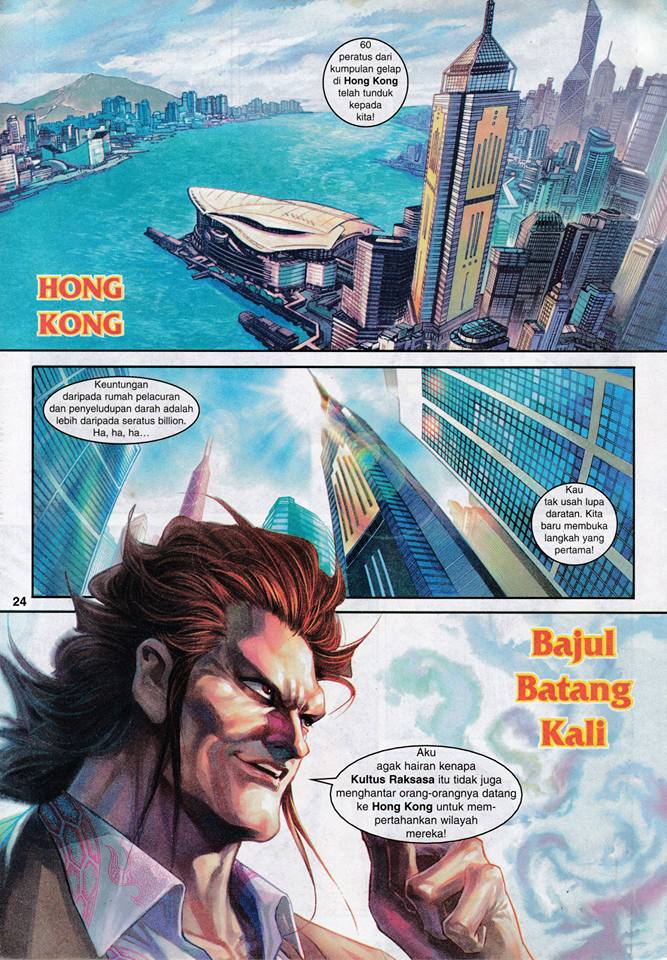 60
peratus dari
kumpulan gelap
di Hong Kong
telah tunduk
kepada
kita!
HONG
KONG
Keuntungan
daripada rumah pelacuran
dan penyeludupan darah adalah
lebih daripada seratus billion.
Ha, ha, ha...
Kau
tak usah lupa
daratan. Kita
baru membuka
langkah yang
pertama!
24
Bajul
Batang
Kali
Aku
agak hairan kenapa
Kultus Raksasa itu tidak juga
menghantar orang-orangnya datang
ke Hong Kong untuk mem-
pertahankan wilayah
mereka!